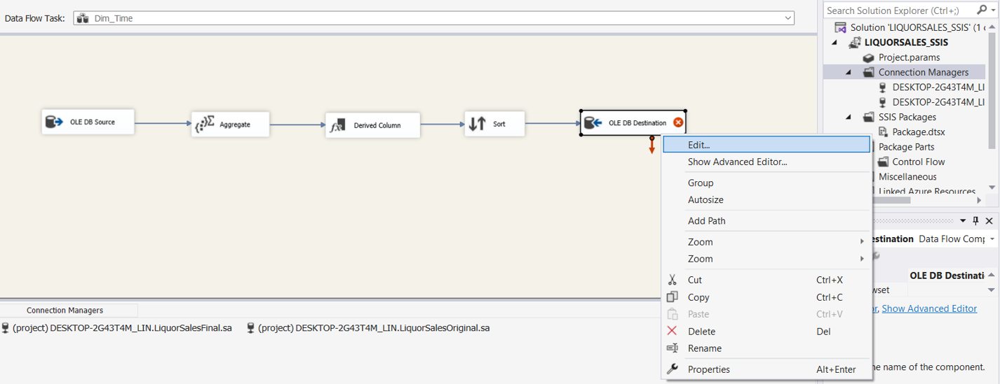 Data Flow Task: Dim_Time
OLE DB Source
Aggregate
Derived Column
Sort
OLE DB Destination
Edit...
Show Advanced Editor...
Group
Autosize
Add Path
Zoom
Zoom
Cut Ctrl+X
Copy Ctrl+C
Paste Ctrl+V
Delete Del
Rename
Properties Alt+Enter
Connection Managers
(project) DESKTOP-2G43T4M_LIN.LiquorSalesFinal.sa (project) DESKTOP-2G43T4M_LIN.LiquorSalesOriginal.sa
Search Solution Explorer (Ctrl+;)
Solution 'LIQUORSALES_SSIS' (1 c
LIQUORSALES_SSIS
Project.params
Connection Managers
DESKTOP-2G43T4M_LI
DESKTOP-2G43T4M_LI
SSIS Packages
Package.dtsx
Package Parts
Control Flow
Miscellaneous
Linked Azure Resources
estination Data Flow Comp
OLE DB Destinati
wset
or, Show Advanced Editor
he name of the component.